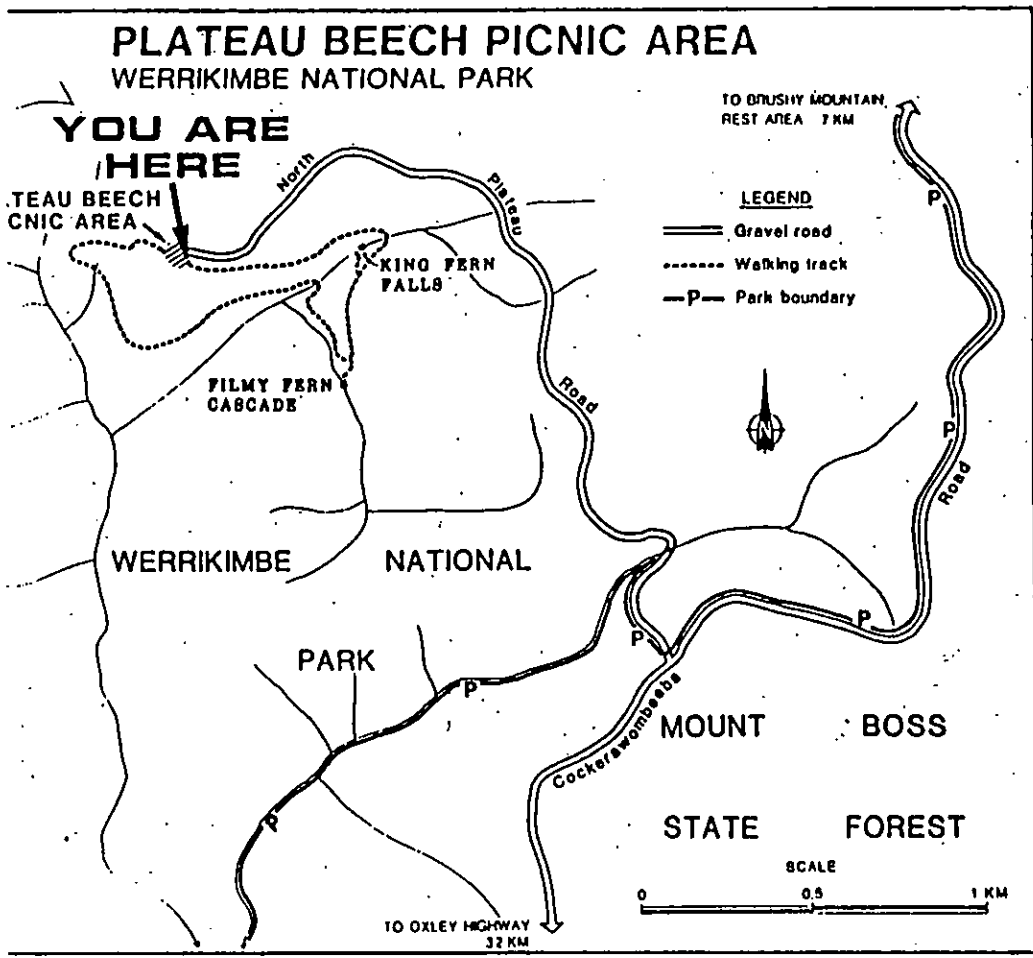 PLATEAU BEECH PICNIC AREA
WERRIKIMBE NATIONAL PARK
TO BRUSHY MOUNTAIN
REST AREA 7 KM
YOU ARE
HERE
ATEAU BEECH
CNIC AREA
North
Plateau
Road
P
LEGEND
Gravel road
Walking track
P Park boundary
KING FERN
FALLS
FILMY FERN
CASCADE
N
P
Road
WERRIKIMBE NATIONAL
PARK
P
P
P
P
Cockerawombeeba
MOUNT BOSS
STATE FOREST
SCALE
0 0.5 1 KM
TO OXLEY HIGHWAY
32 KM